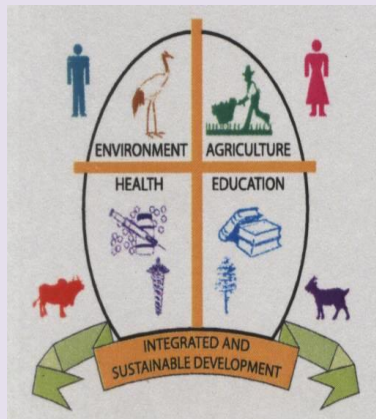 ENVIRONMENT AGRICULTURE
HEALTH EDUCATION
INTEGRATED AND
SUSTAINABLE DEVELOPMENT